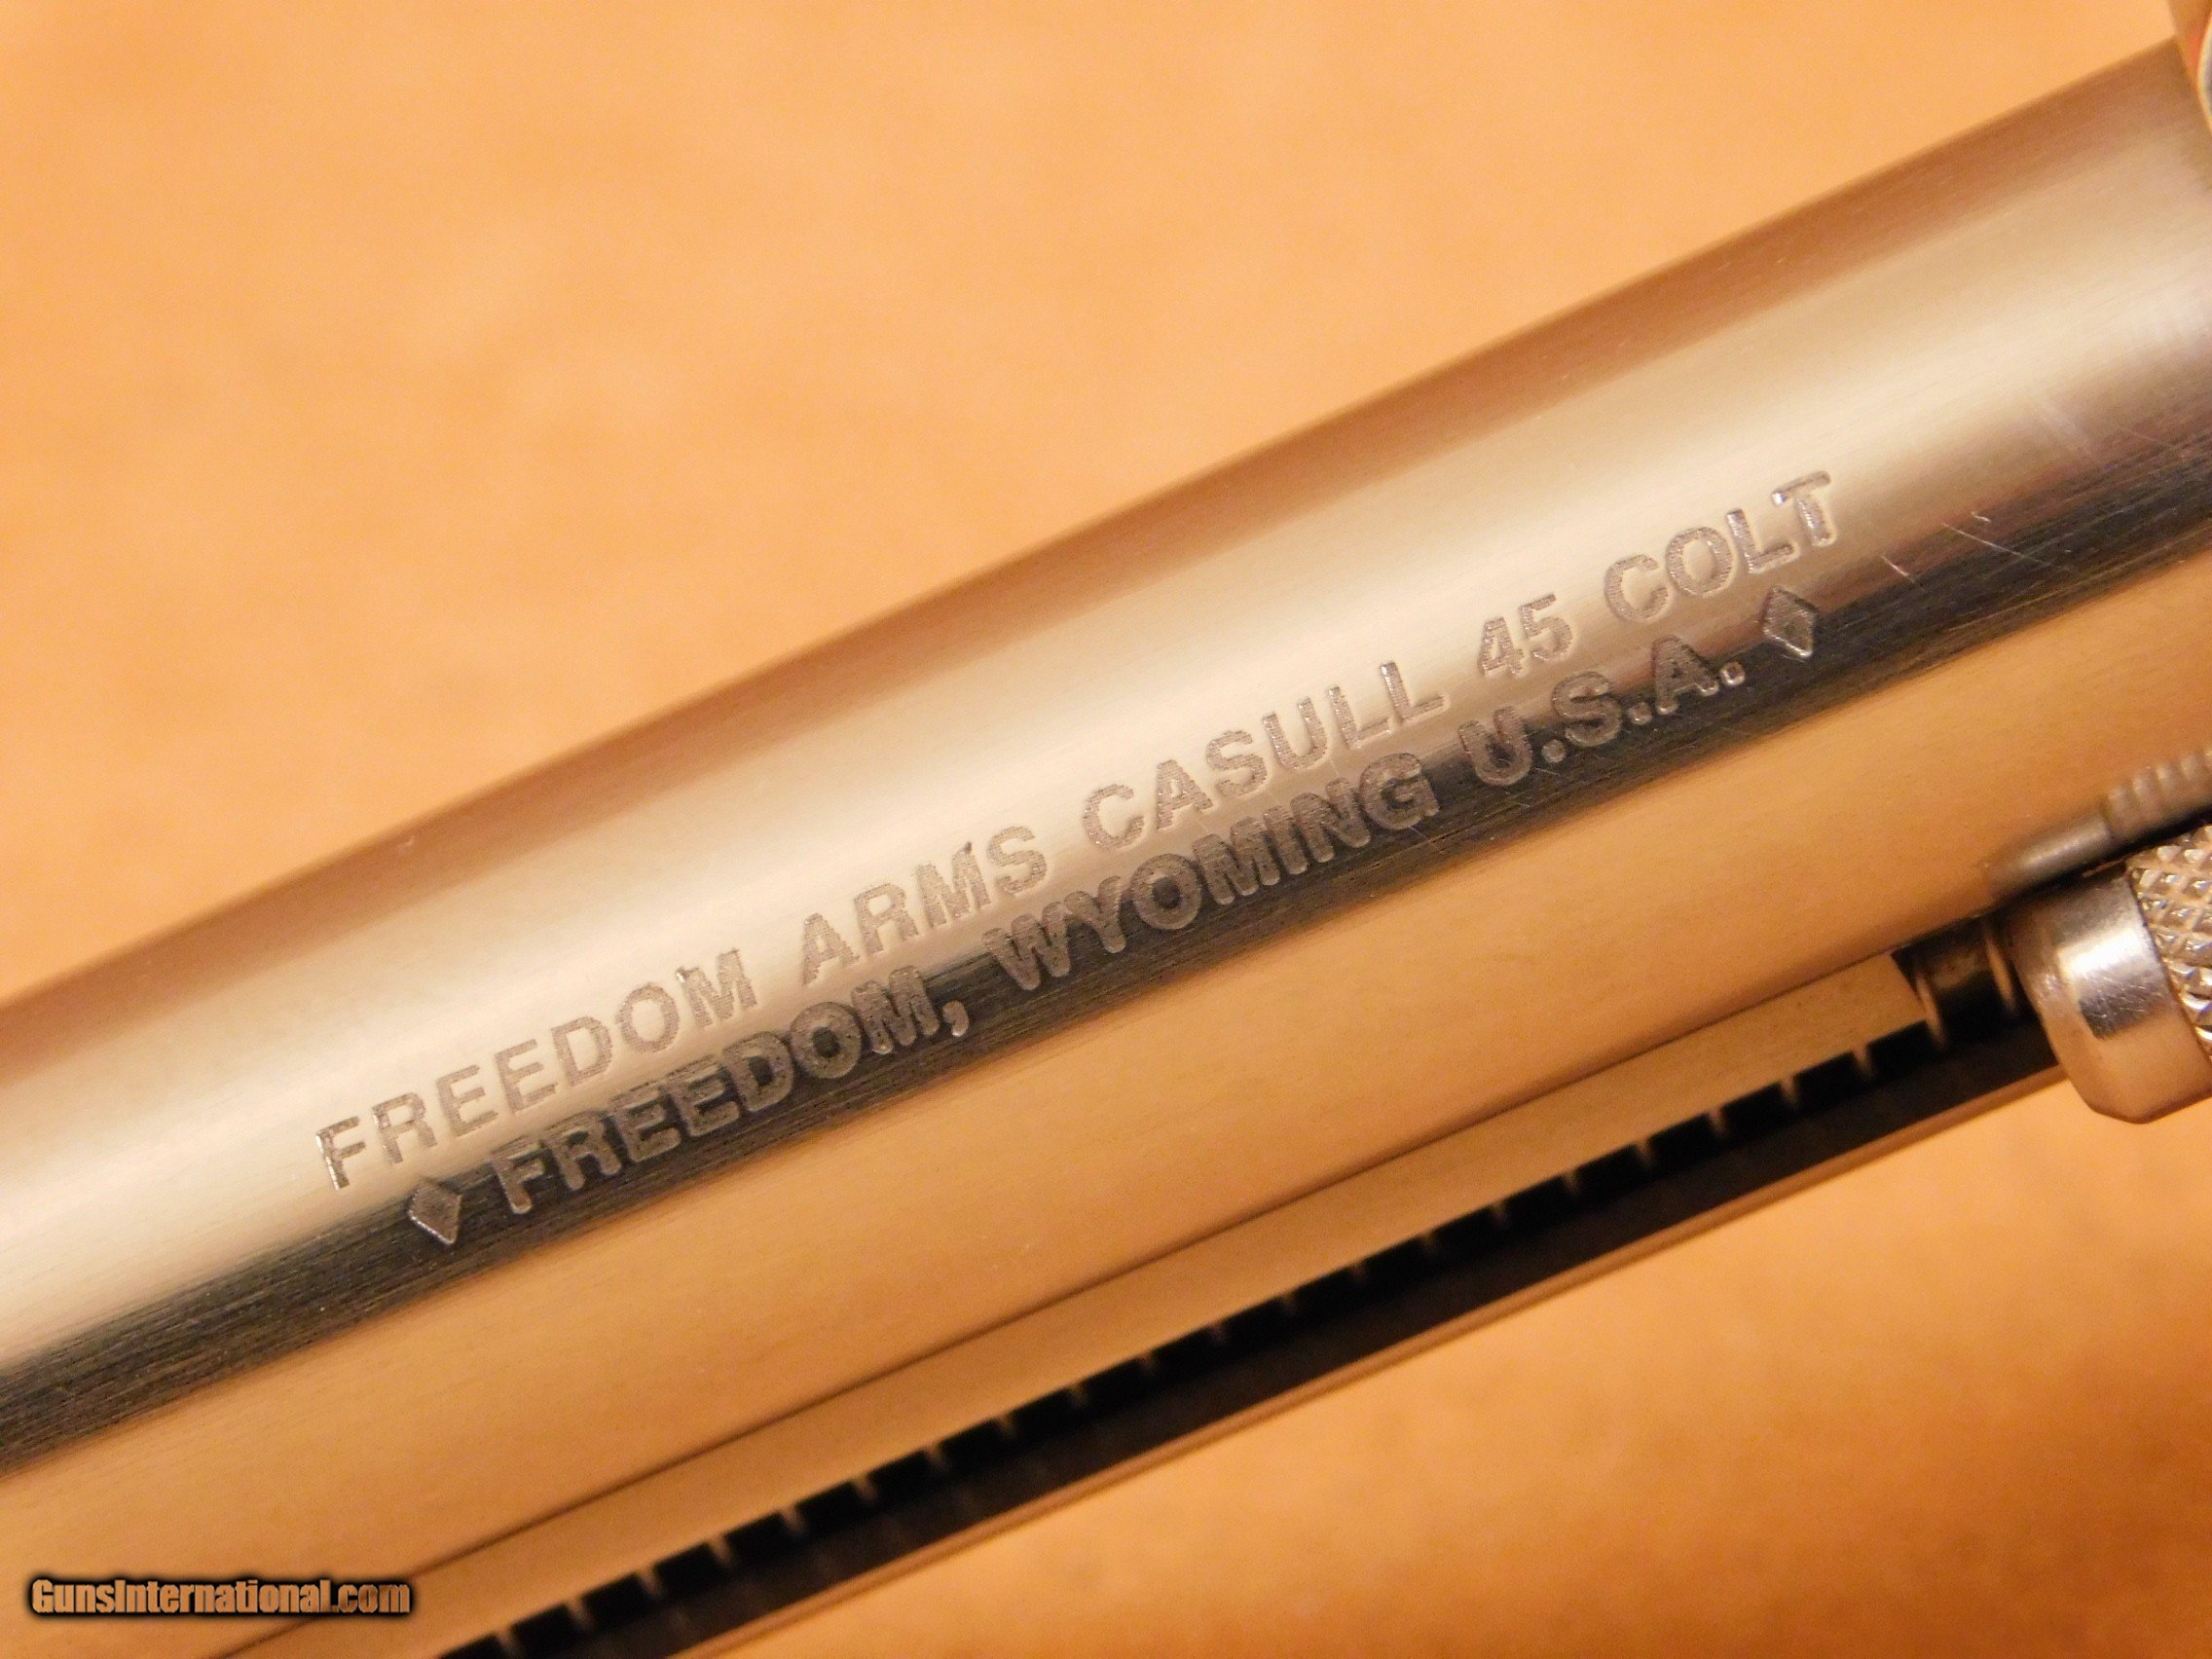 FREEDOM ARMS CASULL 45 COLT
FREEDOM, WYOMING U.S.A.
GunsInternational.com